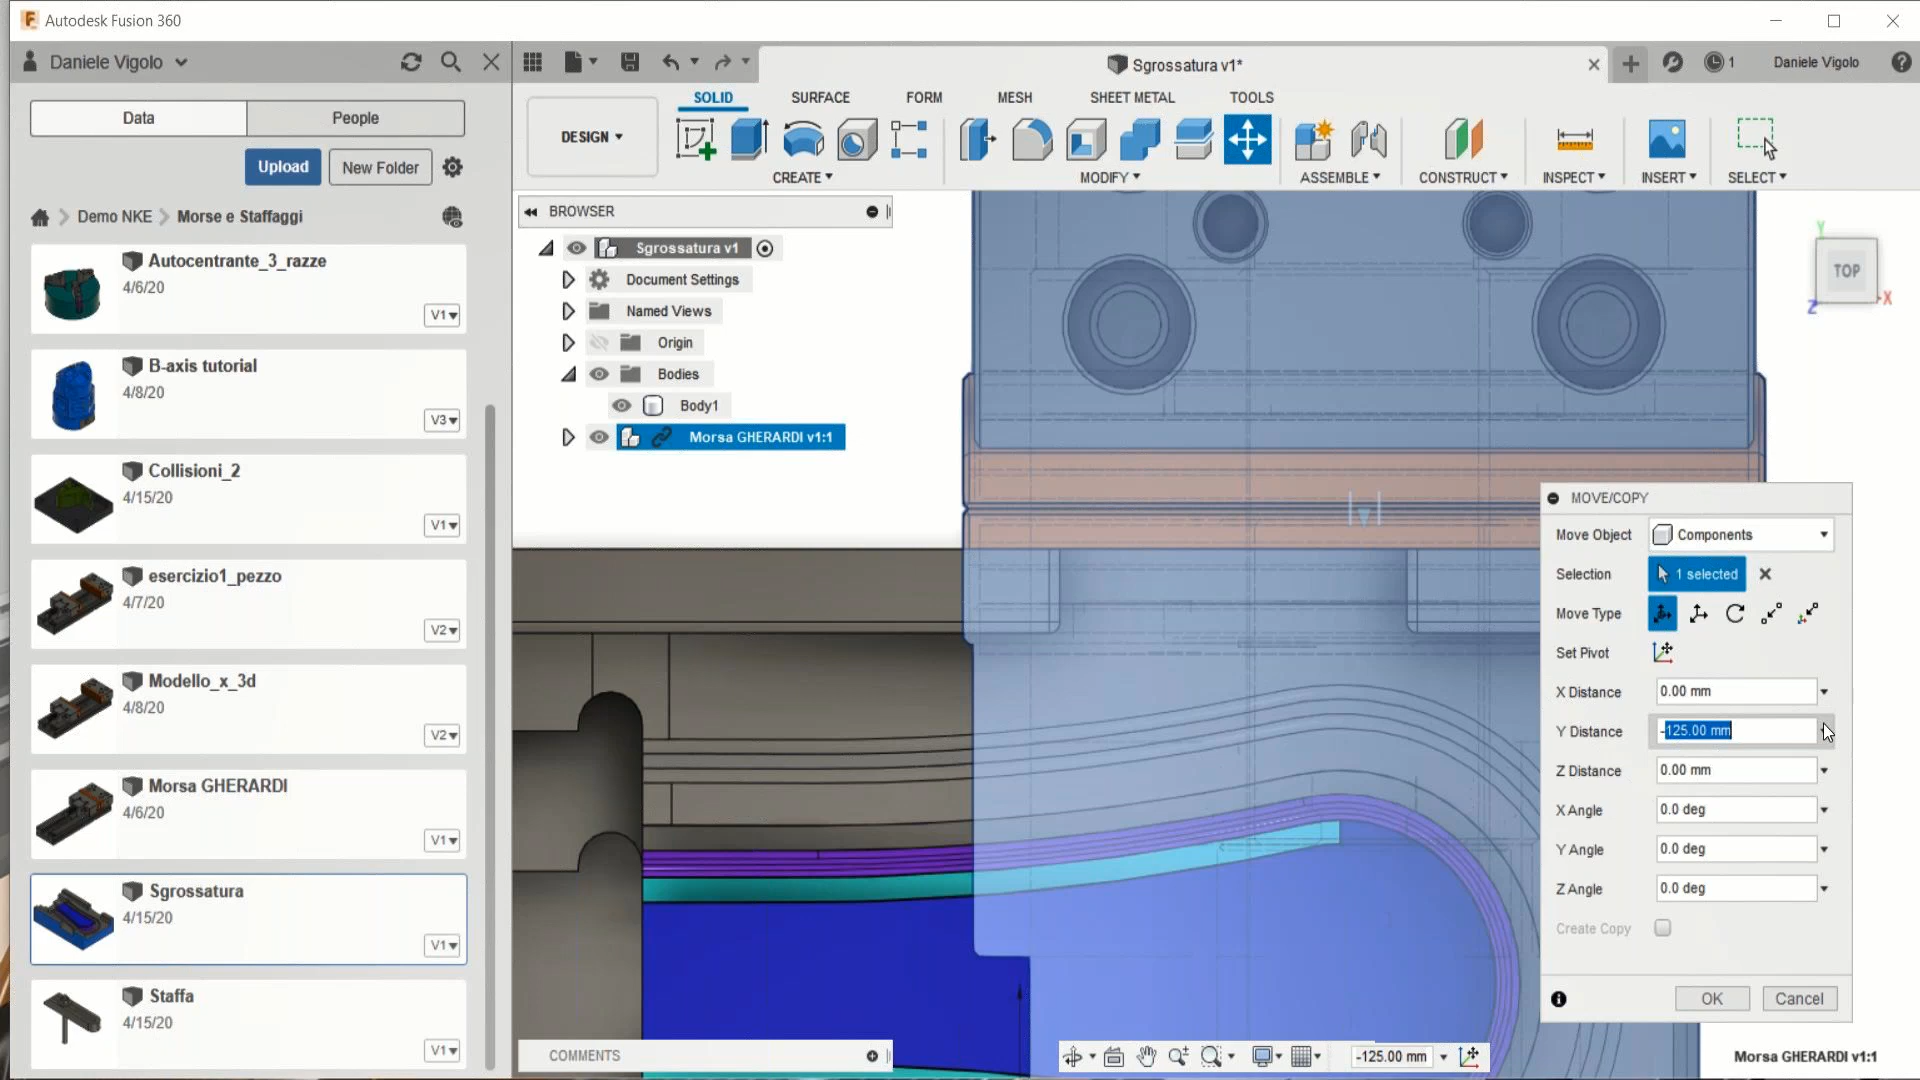 Autodesk Fusion 360
Daniele Vigolo
Sgrossatura v1*
1
Daniele Vigolo
Data
People
Upload
New Folder
Demo NKE
Morse e Staffaggi
Autocentrante_3_razze
4/6/20
V1
B-axis tutorial
4/8/20
V3
Collisioni_2
4/15/20
V1
esercizio1_pezzo
4/7/20
V2
Modello_x_3d
4/8/20
V2
Morsa GHERARDI
4/6/20
V1
Sgrossatura
4/15/20
V1
Staffa
4/15/20
V1
DESIGN
SOLID
SURFACE
FORM
MESH
SHEET METAL
TOOLS
CREATE
MODIFY
ASSEMBLE
CONSTRUCT
INSPECT
INSERT
SELECT
BROWSER
Sgrossatura v1
Document Settings
Named Views
Origin
Bodies
Body1
Morsa GHERARDI v1:1
Y
TOP
X
Z
MOVE/COPY
Move Object
Components
Selection
1 selected
Move Type
Set Pivot
X Distance
0.00 mm
Y Distance
-125.00 mm
Z Distance
0.00 mm
X Angle
0.0 deg
Y Angle
0.0 deg
Z Angle
0.0 deg
Create Copy
OK
Cancel
COMMENTS
-125.00 mm
Morsa GHERARDI v1:1